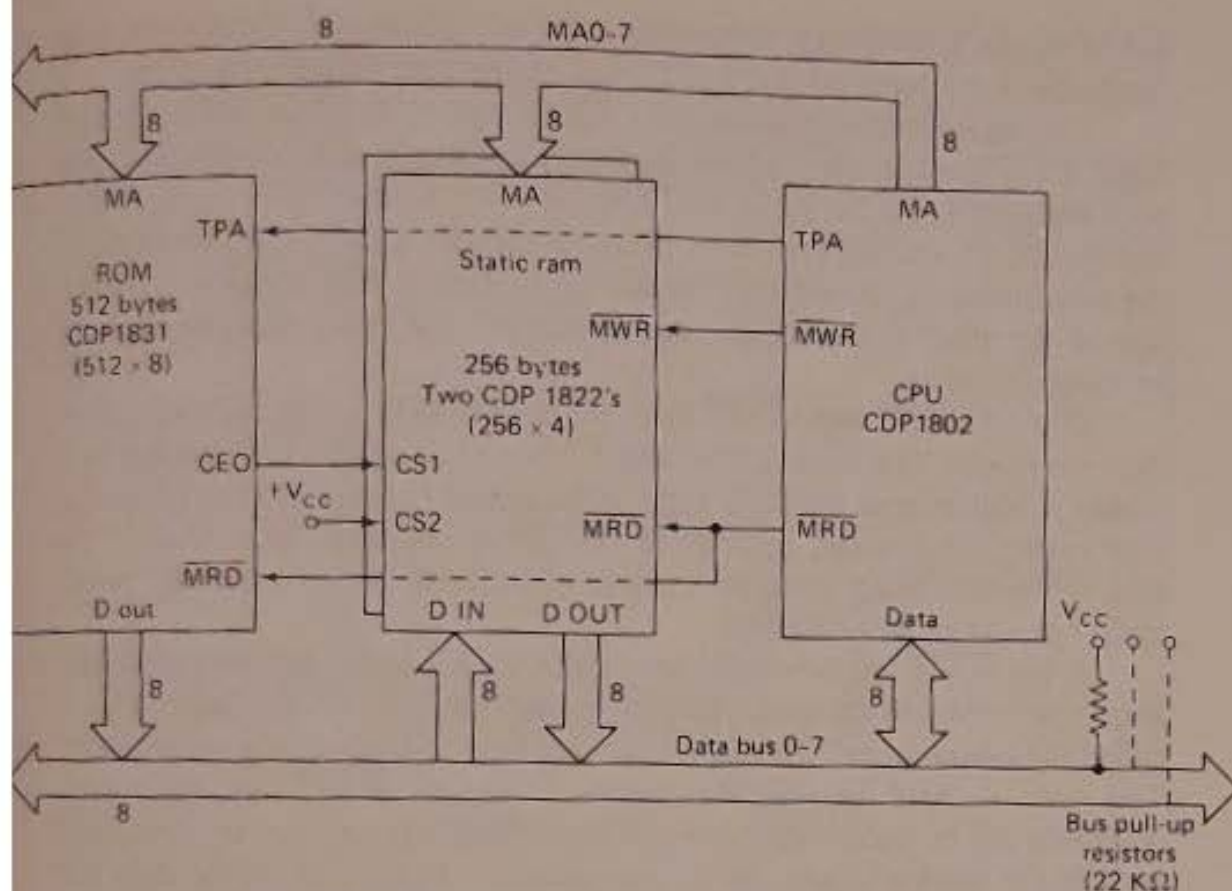 8 MA0-7
8 8 8
MA MA MA
TPA TPA
ROM
512 bytes
CDP1831
(512 × 8)
Static ram
MWR MWR
256 bytes
Two CDP 1822's
(256 × 4)
CPU
CDP1802
CEO CS1
+VCC
CS2
MRD MRD
MRD
D out D IN D OUT Data
VCC
8 8 8 8
Data bus 0-7
8
Bus pull-up
resistors
(22 KΩ)